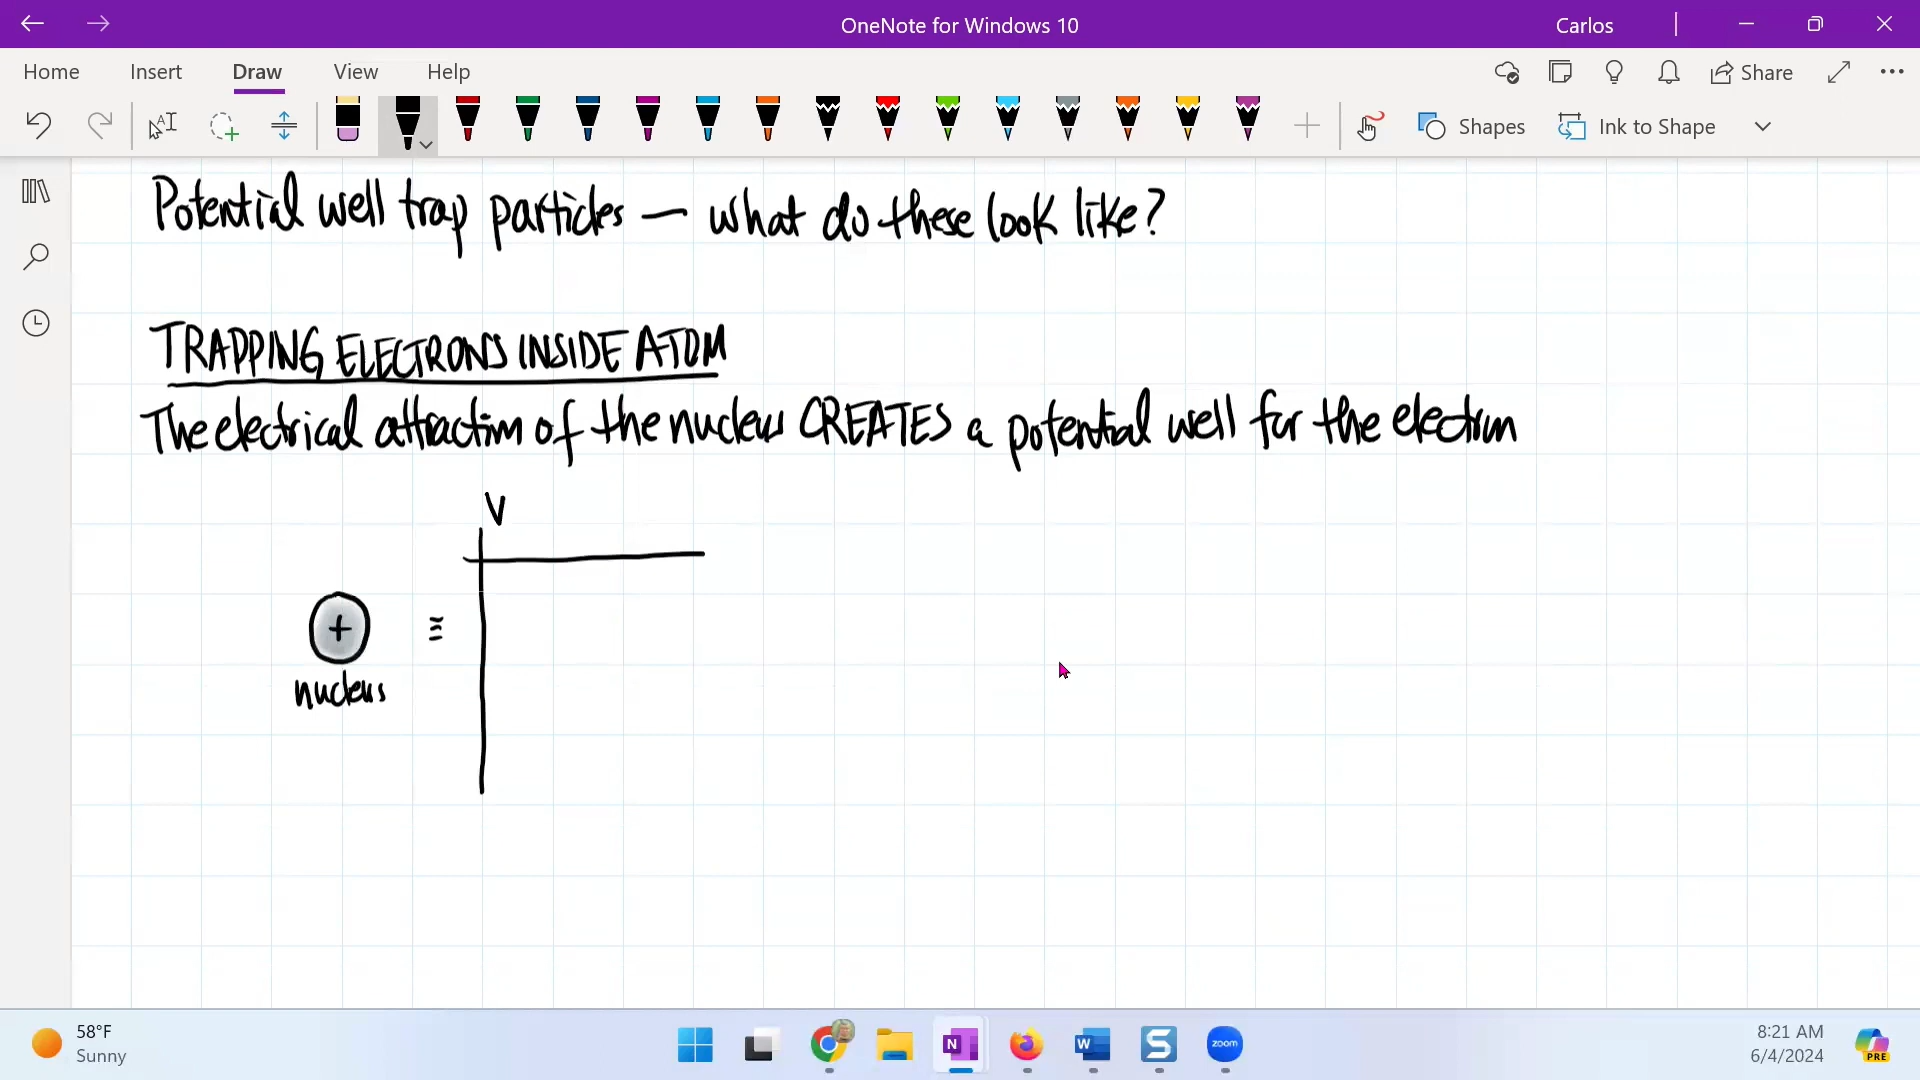 OneNote for Windows 10
Carlos
Home Insert Draw View Help
Share
Shapes
Ink to Shape
Potential well trap particles — what do these look like?
TRAPPING ELECTRONS INSIDE ATOM
The electrical attraction of the nucleus CREATES a potential well for the electron
V
+ ≡
nucleus
58°F
Sunny
N
W
S
zoom
8:21 AM
6/4/2024
PRE